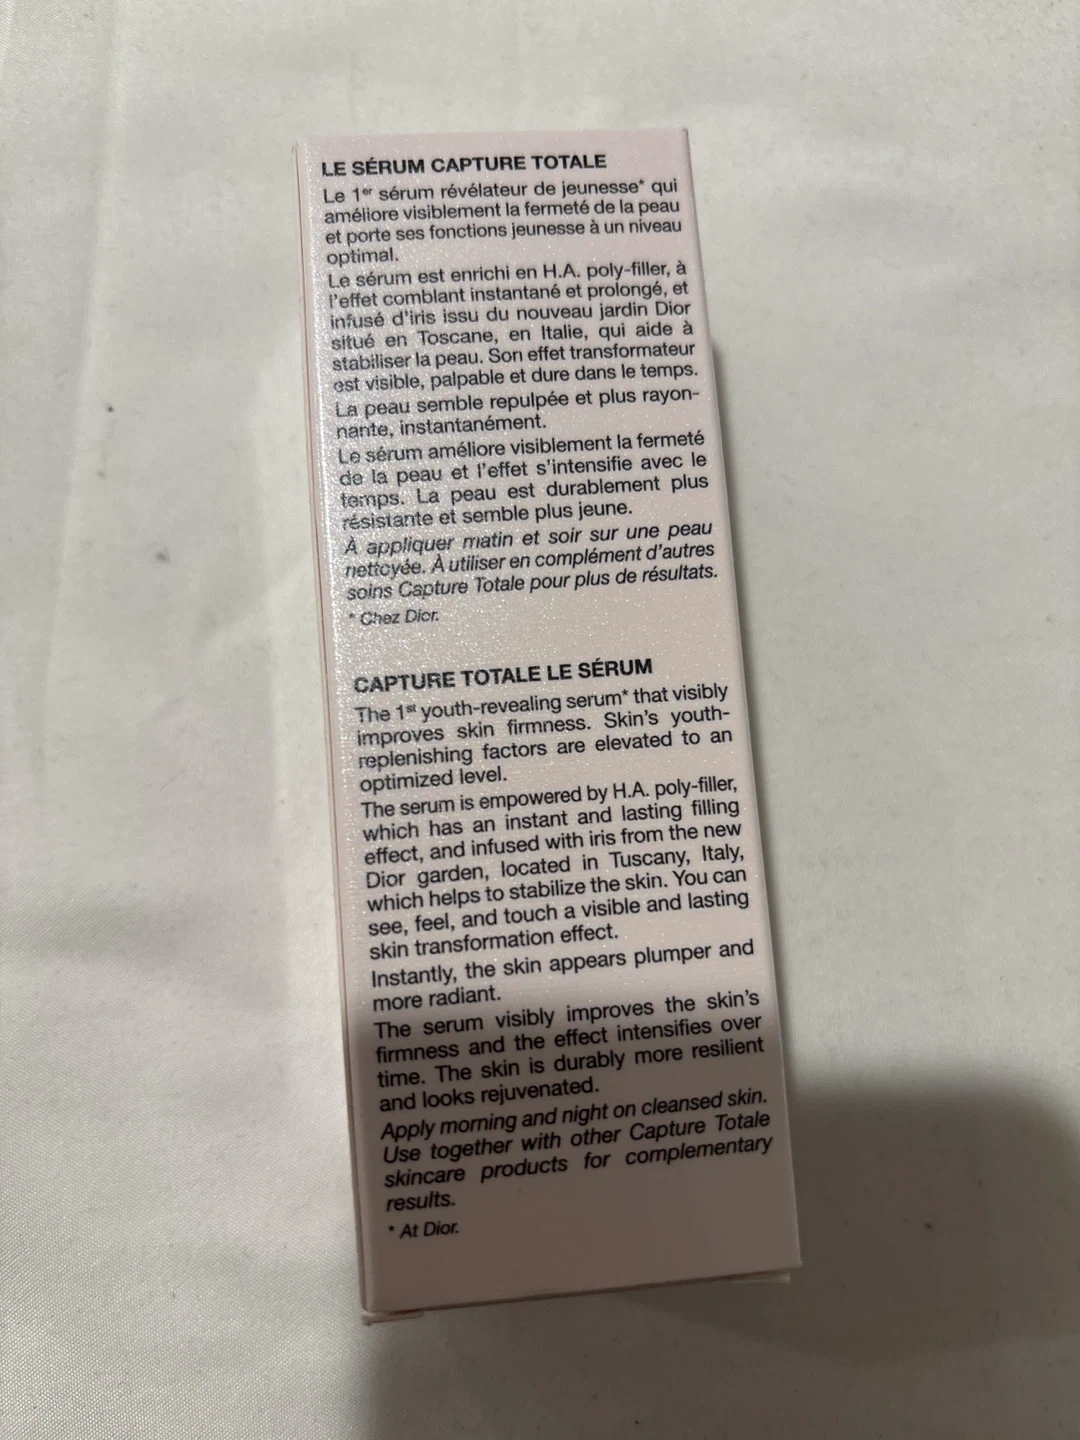 LE SÉRUM CAPTURE TOTALE
Le 1er sérum révélateur de jeunesse* qui
améliore visiblement la fermeté de la peau
et porte ses fonctions jeunesse à un niveau
optimal.
Le sérum est enrichi en H.A. poly-filler, à
l'effet comblant instantané et prolongé, et
infusé d'iris issu du nouveau jardin Dior
situé en Toscane, en Italie, qui aide à
stabiliser la peau. Son effet transformateur
est visible, palpable et dure dans le temps.
La peau semble repulpée et plus rayon-
nante, instantanément.
Le sérum améliore visiblement la fermeté
de la peau et l'effet s'intensifie avec le
temps. La peau est durablement plus
résistante et semble plus jeune.
À appliquer matin et soir sur une peau
nettoyée. À utiliser en complément d'autres
soins Capture Totale pour plus de résultats.
* Chez Dior.
CAPTURE TOTALE LE SÉRUM
The 1st youth-revealing serum* that visibly
improves skin firmness. Skin's youth-
replenishing factors are elevated to an
optimized level.
The serum is empowered by H.A. poly-filler,
which has an instant and lasting filling
effect, and infused with iris from the new
Dior garden, located in Tuscany, Italy,
which helps to stabilize the skin. You can
see, feel, and touch a visible and lasting
skin transformation effect.
Instantly, the skin appears plumper and
more radiant.
The serum visibly improves the skin's
firmness and the effect intensifies over
time. The skin is durably more resilient
and looks rejuvenated.
Apply morning and night on cleansed skin.
Use together with other Capture Totale
skincare products for complementary
results.
* At Dior.